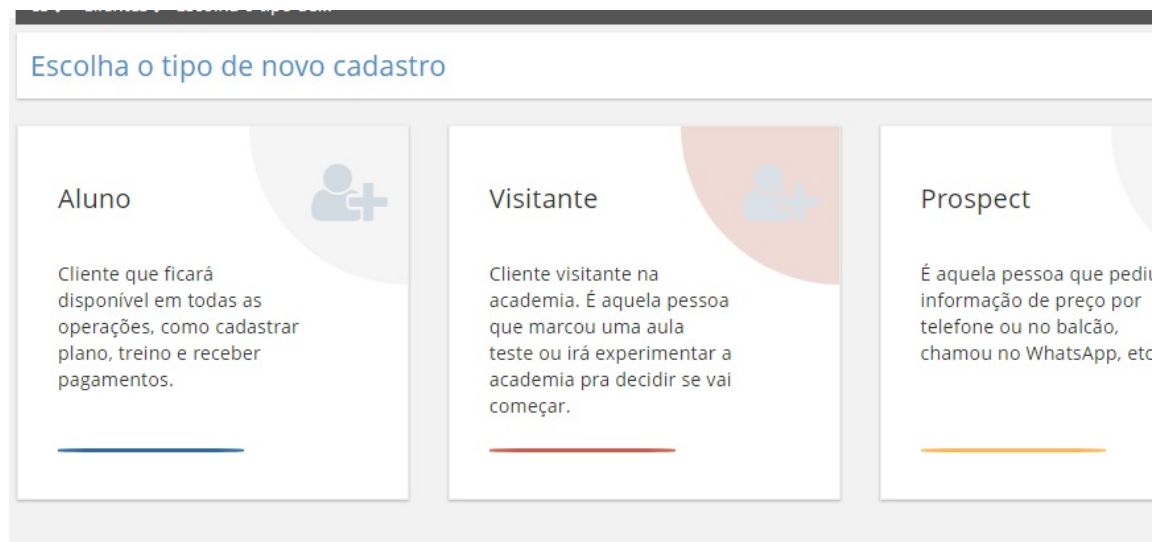 Escolha o tipo de novo cadastro
Aluno
Cliente que ficará
disponível em todas as
operações, como cadastrar
plano, treino e receber
pagamentos.
Visitante
Cliente visitante na
academia. É aquela pessoa
que marcou uma aula
teste ou irá experimentar a
academia pra decidir se vai
começar.
Prospect
É aquela pessoa que pediu
informação de preço por
telefone ou no balcão,
chamou no WhatsApp, etc